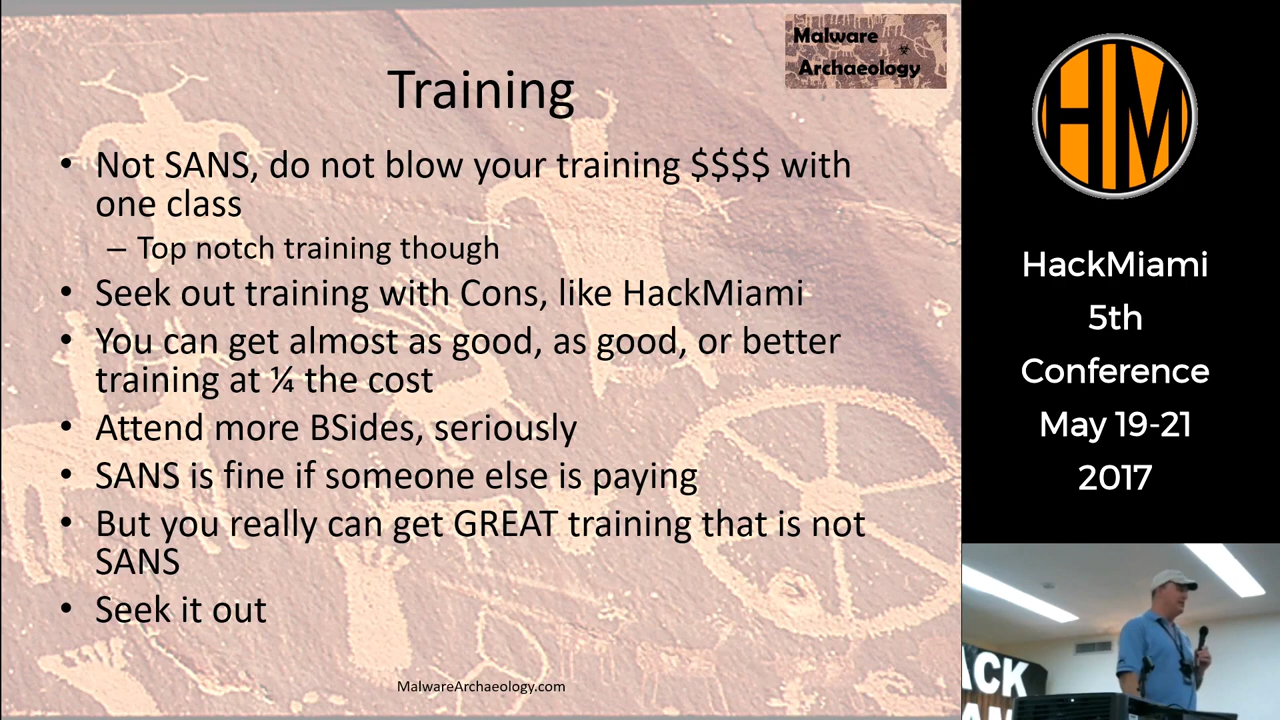 Malware
Archaeology
Training
• Not SANS, do not blow your training $$$$ with
one class
– Top notch training though
• Seek out training with Cons, like HackMiami
• You can get almost as good, as good, or better
training at ¼ the cost
• Attend more BSides, seriously
• SANS is fine if someone else is paying
• But you really can get GREAT training that is not
SANS
• Seek it out
MalwareArchaeology.com
HM
HackMiami
5th
Conference
May 19-21
2017
ACK